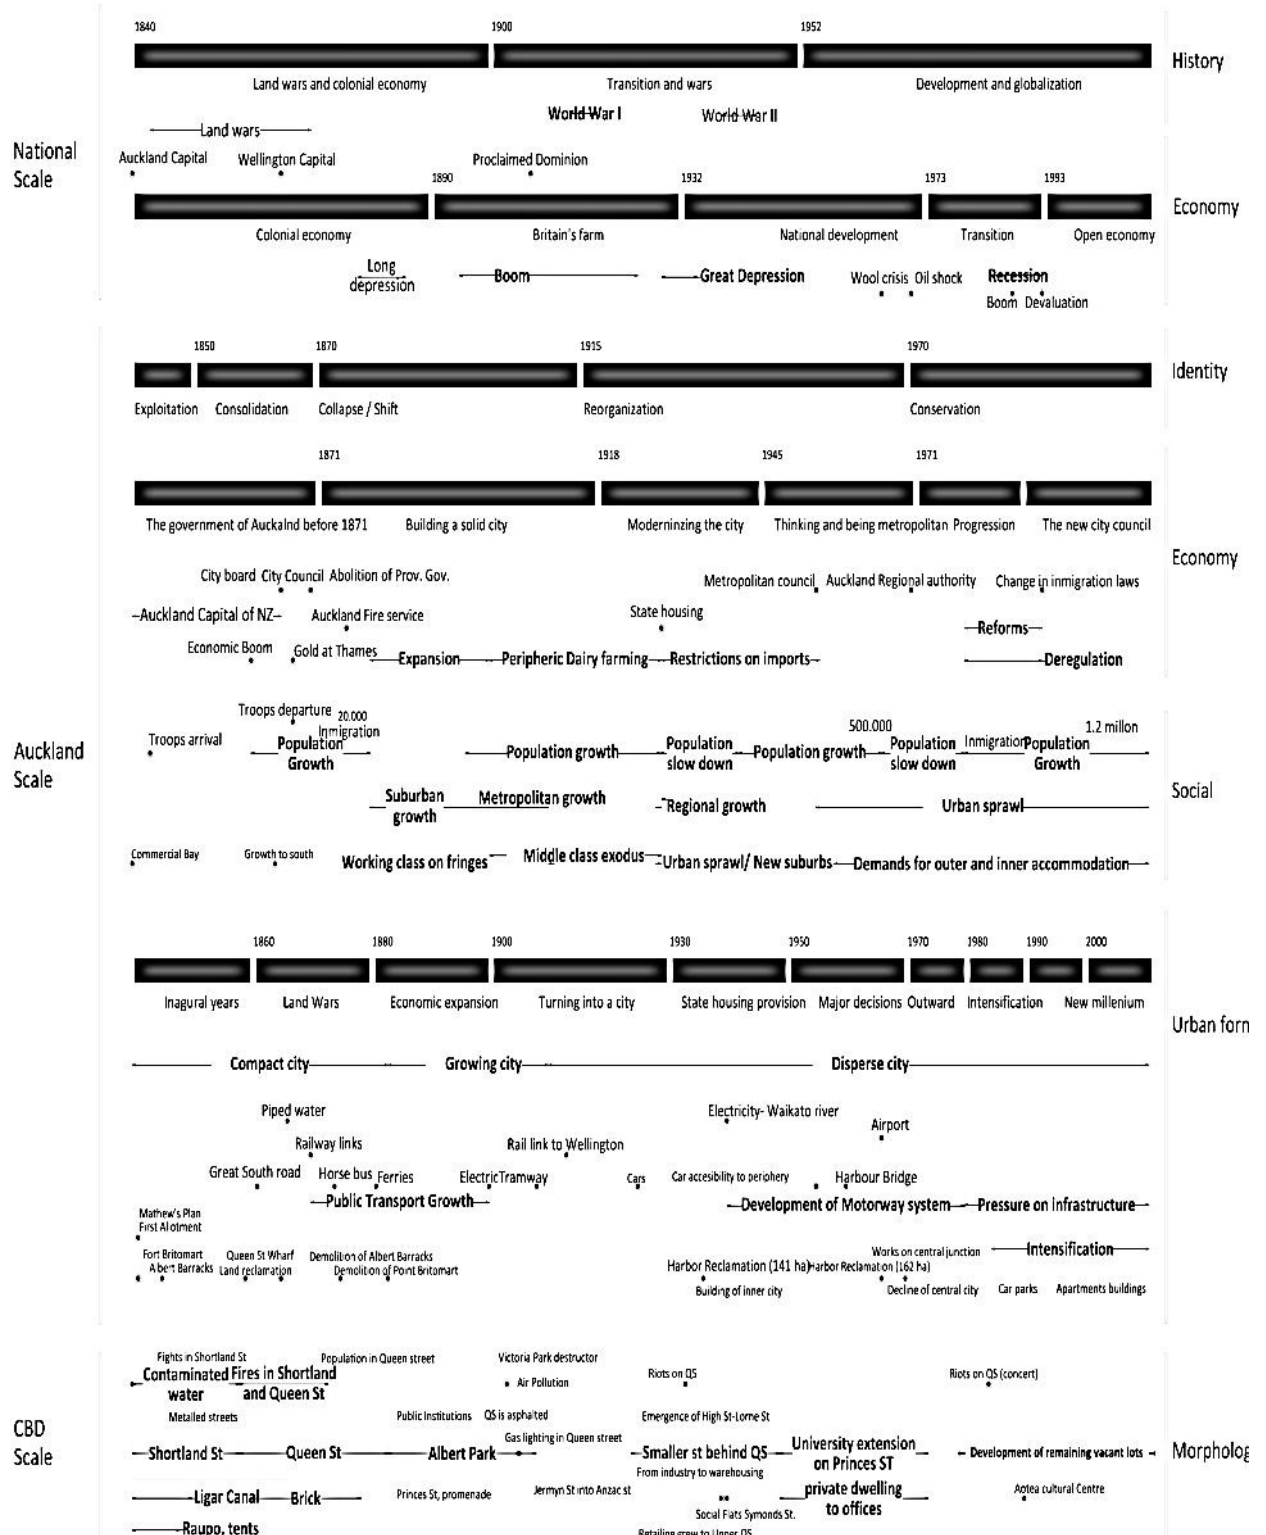 1840 1900 1952
History
Land wars and colonial economy Transition and wars Development and globalization
World War I World War II
Land wars
National
Scale
Auckland Capital Wellington Capital Proclaimed Dominion
1890 1932 1973 1993
Economy
Colonial economy Britain's farm National development Transition Open economy
Long
depression
Boom Great Depression Wool crisis Oil shock Recession
Boom Devaluation
1850 1870 1915 1970
Identity
Exploitation Consolidation Collapse / Shift Reorganization Conservation
1871 1918 1945 1971
The government of Auckalnd before 1871 Building a solid city Moderninzing the city Thinking and being metropolitan Progression The new city council
Economy
City board City Council Abolition of Prov. Gov. Metropolitan council Auckland Regional authority Change in inmigration laws
Auckland Capital of NZ Auckland Fire service State housing
Reforms
Economic Boom Gold at Thames Expansion Peripheric Dairy farming Restrictions on imports Deregulation
Auckland
Scale
Troops departure 20.000
Inmigration
500.000 1.2 millon
Troops arrival Population
Growth
Population growth Population
slow down
Population growth Population
slow down
Inmigration Population
Growth
Suburban
growth
Metropolitan growth Regional growth Urban sprawl
Social
Commercial Bay Growth to south Working class on fringes Middle class exodus Urban sprawl/ New suburbs Demands for outer and inner accommodation
1860 1880 1900 1930 1950 1970 1980 1990 2000
Inagural years Land Wars Economic expansion Turning into a city State housing provision Major decisions Outward Intensification New millenium
Urban forn
Compact city Growing city Disperse city
Piped water Electricity- Waikato river Airport
Railway links Rail link to Wellington
Great South road Horse bus Ferries Electric Tramway Cars Car accesibility to periphery Harbour Bridge
Public Transport Growth Development of Motorway system Pressure on infrastructure
Mathew's Plan
First Alotment
Fort Britomart Queen St Wharf Demolition of Albert Barracks Works on central junction Intensification
Albert Barracks Land reclamation Demolition of Point Britomart Harbor Reclamation (141 ha) Harbor Reclamation (162 ha)
Building of inner city Decline of central city Car parks Apartments buildings
CBD
Scale
Fights in Shortland St Population in Queen street Victoria Park destructor
Contaminated
water
Fires in Shortland
and Queen St
Air Pollution Riots on QS Riots on QS (concert)
Metalled streets Public Institutions QS is asphalted Emergence of High St-Lorne St
Gas lighting in Queen street
Shortland St Queen St Albert Park Smaller st behind QS University extension
on Princes ST
Development of remaining vacant lots
Morpholog
From industry to warehousing
Ligar Canal Brick Princes St, promenade Jermyn St into Anzac st private dwelling
to offices
Aotea cultural Centre
Social Flats Symonds St.
Raupo, tents Retailing grew to Upper QS